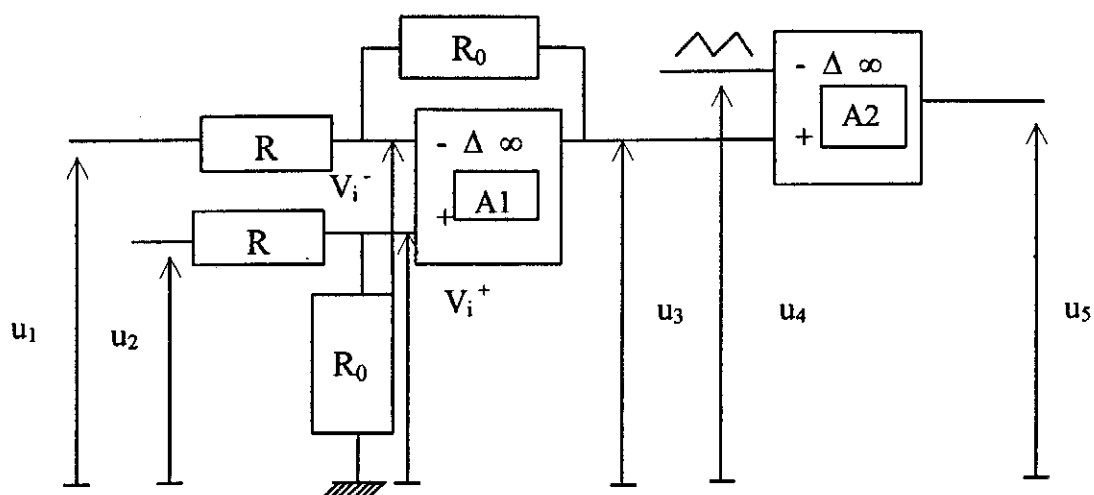 R₀
- Δ ∞
A2
+
R
- Δ ∞
Vᵢ⁻
A1
+
R
Vᵢ⁺
u₁
u₂
u₃
u₄
u₅
R₀